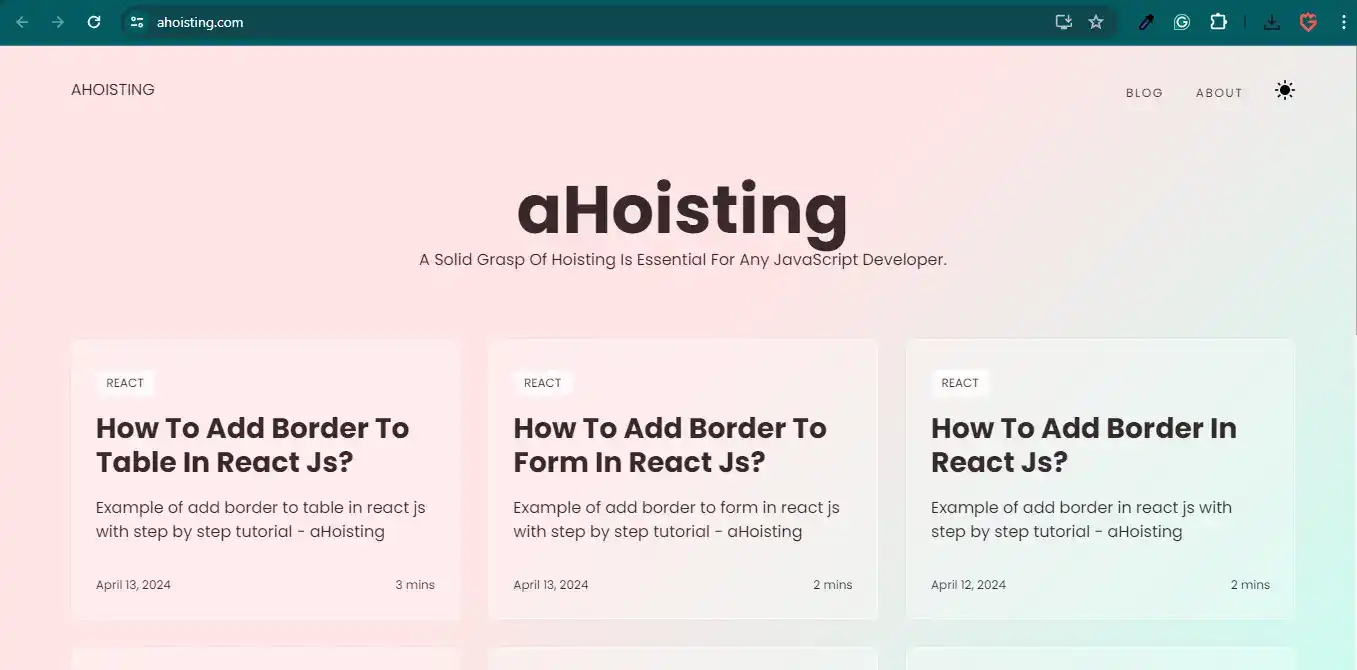 ahoisting.com
AHOISTING
BLOG
ABOUT
aHoisting
A Solid Grasp Of Hoisting Is Essential For Any JavaScript Developer.
REACT
How To Add Border To
Table In React Js?
Example of add border to table in react js
with step by step tutorial - aHoisting
April 13, 2024
3 mins
REACT
How To Add Border To
Form In React Js?
Example of add border to form in react js
with step by step tutorial - aHoisting
April 13, 2024
2 mins
REACT
How To Add Border In
React Js?
Example of add border in react js with
step by step tutorial - aHoisting
April 12, 2024
2 mins